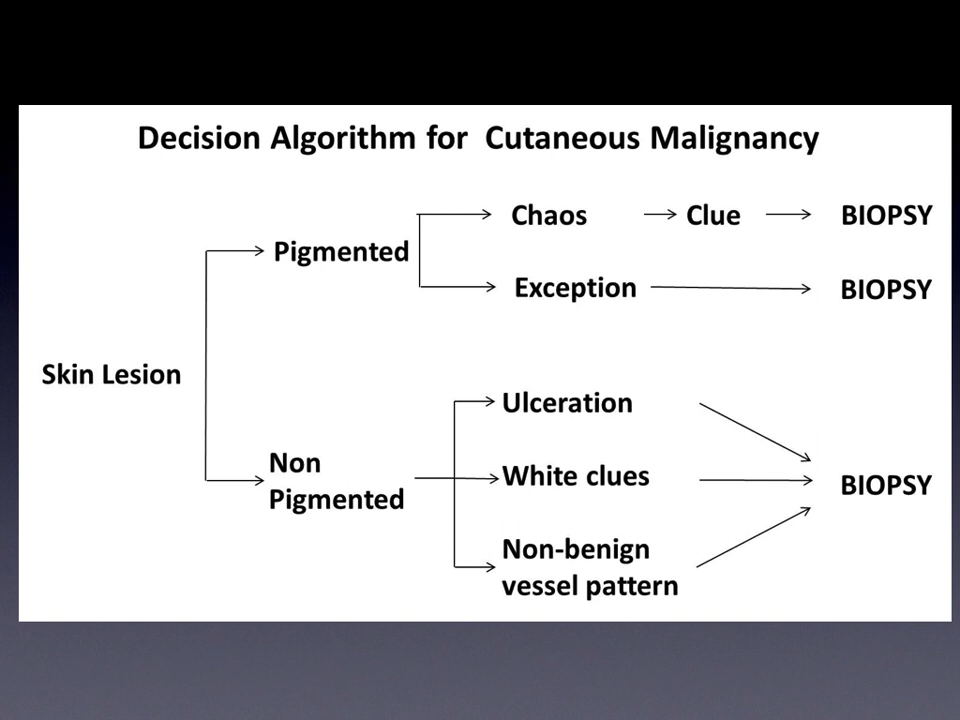 Decision Algorithm for Cutaneous Malignancy
Chaos
Clue
BIOPSY
Pigmented
Exception
BIOPSY
Skin Lesion
Ulceration
Non
Pigmented
White clues
BIOPSY
Non-benign
vessel pattern